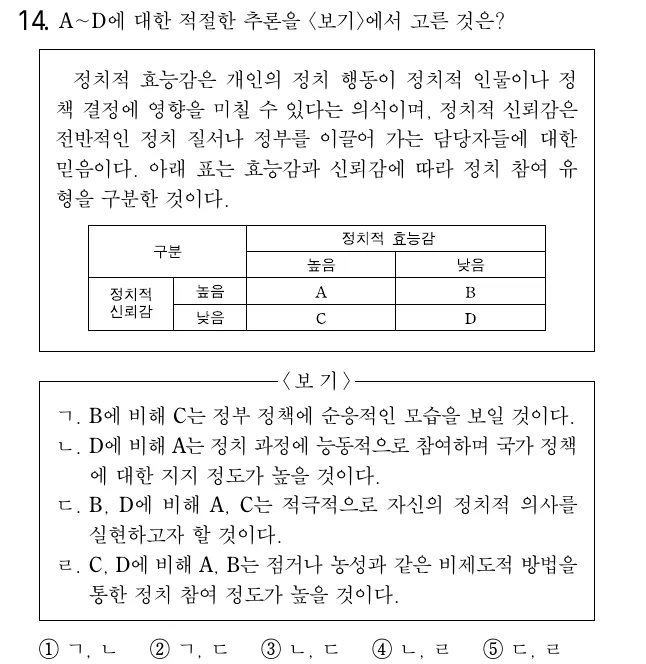 14. A~D에 대한 적절한 추론을 <보기>에서 고른 것은?
정치적 효능감은 개인의 정치 행동이 정치적 인물이나 정
책 결정에 영향을 미칠 수 있다는 의식이며, 정치적 신뢰감은
전반적인 정치 질서나 정부를 이끌어 가는 담당자들에 대한
믿음이다. 아래 표는 효능감과 신뢰감에 따라 정치 참여 유
형을 구분한 것이다.
구분 정치적 효능감
높음 낮음
정치적 신뢰감 높음 A B
낮음 C D
<보 기>
ㄱ. B에 비해 C는 정부 정책에 순응적인 모습을 보일 것이다.
ㄴ. D에 비해 A는 정치 과정에 능동적으로 참여하며 국가 정책
에 대한 지지 정도가 높을 것이다.
ㄷ. B, D에 비해 A, C는 적극적으로 자신의 정치적 의사를
실현하고자 할 것이다.
ㄹ. C, D에 비해 A, B는 점거나 농성과 같은 비제도적 방법을
통한 정치 참여 정도가 높을 것이다.
① ㄱ, ㄴ ② ㄱ, ㄷ ③ ㄴ, ㄷ ④ ㄴ, ㄹ ⑤ ㄷ, ㄹ